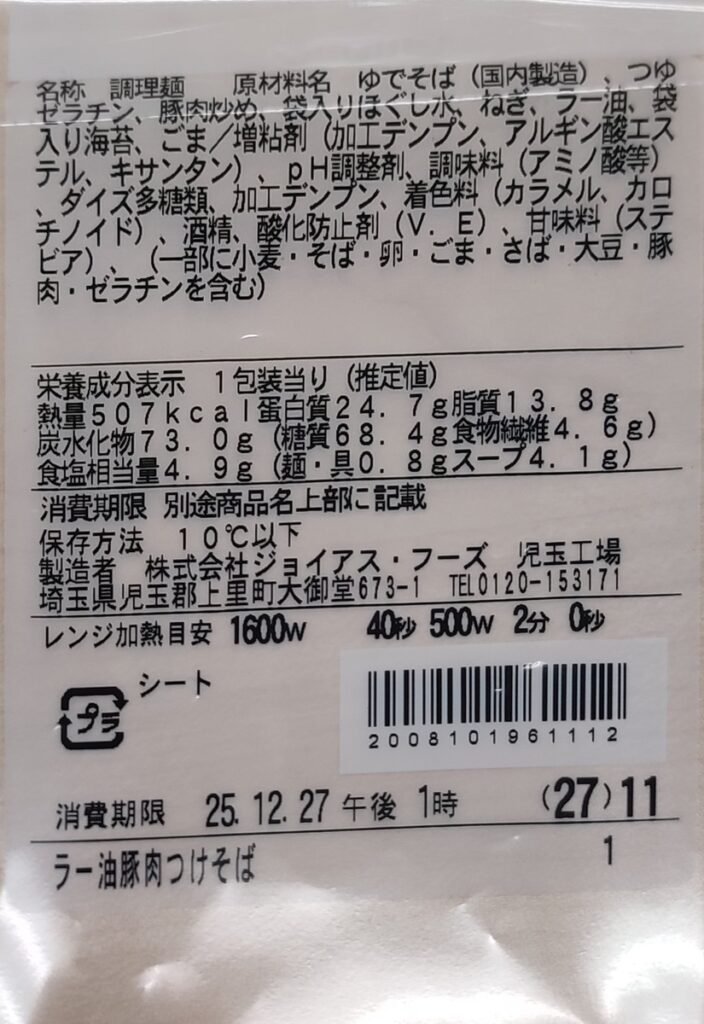 名称　調理麺　　原材料名　ゆでそば（国内製造）、つゆ
ゼラチン、豚肉炒め、袋入りほぐし水、ねぎ、ラー油、袋
入り海苔、ごま／増粘剤（加工デンプン、アルギン酸エス
テル、キサンタン）、ｐＨ調整剤、調味料（アミノ酸等）
、ダイズ多糖類、加工デンプン、着色料（カラメル、カロ
チノイド）、酒精、酸化防止剤（Ｖ．Ｅ）、甘味料（ステ
ビア）、（一部に小麦・そば・卵・ごま・さば・大豆・豚
肉・ゼラチンを含む）
栄養成分表示　１包装当り（推定値）
熱量５０７ｋｃａｌ蛋白質２４．７ｇ脂質１３．８ｇ
炭水化物７３．０ｇ（糖質６８．４ｇ食物繊維４．６ｇ）
食塩相当量４．９ｇ（麺・具０．８ｇスープ４．１ｇ）
消費期限　別途商品名上部に記載
保存方法　１０℃以下
製造者　株式会社ジョイアス・フーズ　児玉工場
埼玉県児玉郡上里町大御堂673-1　TEL0120-153171
レンジ加熱目安　1600W　40秒　500W　2分　0秒
プラ　シート
2008101961112
消費期限　25.12.27 午後 1時　（27）11
ラー油豚肉つけそば　1